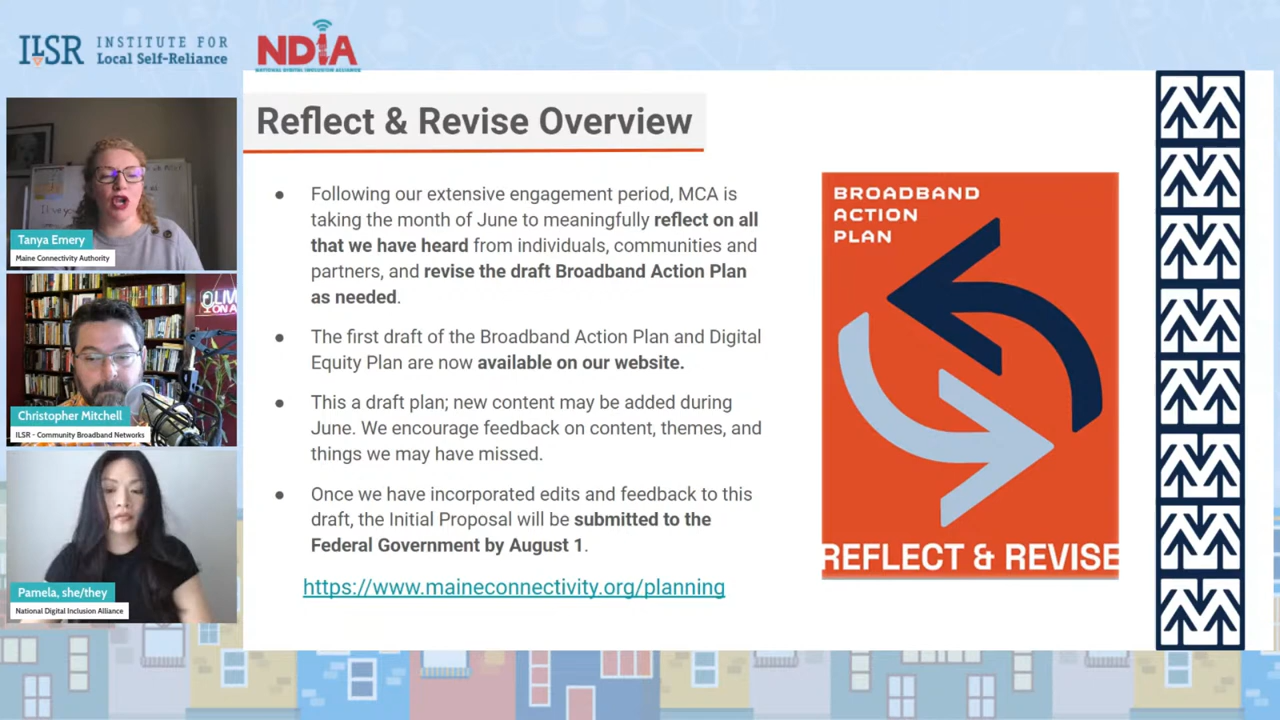 ILSR INSTITUTE FOR
Local Self-Reliance
NDIA
NATIONAL DIGITAL INCLUSION ALLIANCE
Reflect & Revise Overview
● Following our extensive engagement period, MCA is
taking the month of June to meaningfully reflect on all
that we have heard from individuals, communities and
partners, and revise the draft Broadband Action Plan
as needed.
● The first draft of the Broadband Action Plan and Digital
Equity Plan are now available on our website.
● This a draft plan; new content may be added during
June. We encourage feedback on content, themes, and
things we may have missed.
● Once we have incorporated edits and feedback to this
draft, the Initial Proposal will be submitted to the
Federal Government by August 1.
https://www.maineconnectivity.org/planning
BROADBAND
ACTION
PLAN
REFLECT & REVISE
Tanya Emery
Maine Connectivity Authority
Christopher Mitchell
ILSR - Community Broadband Networks
Pamela, she/they
National Digital Inclusion Alliance